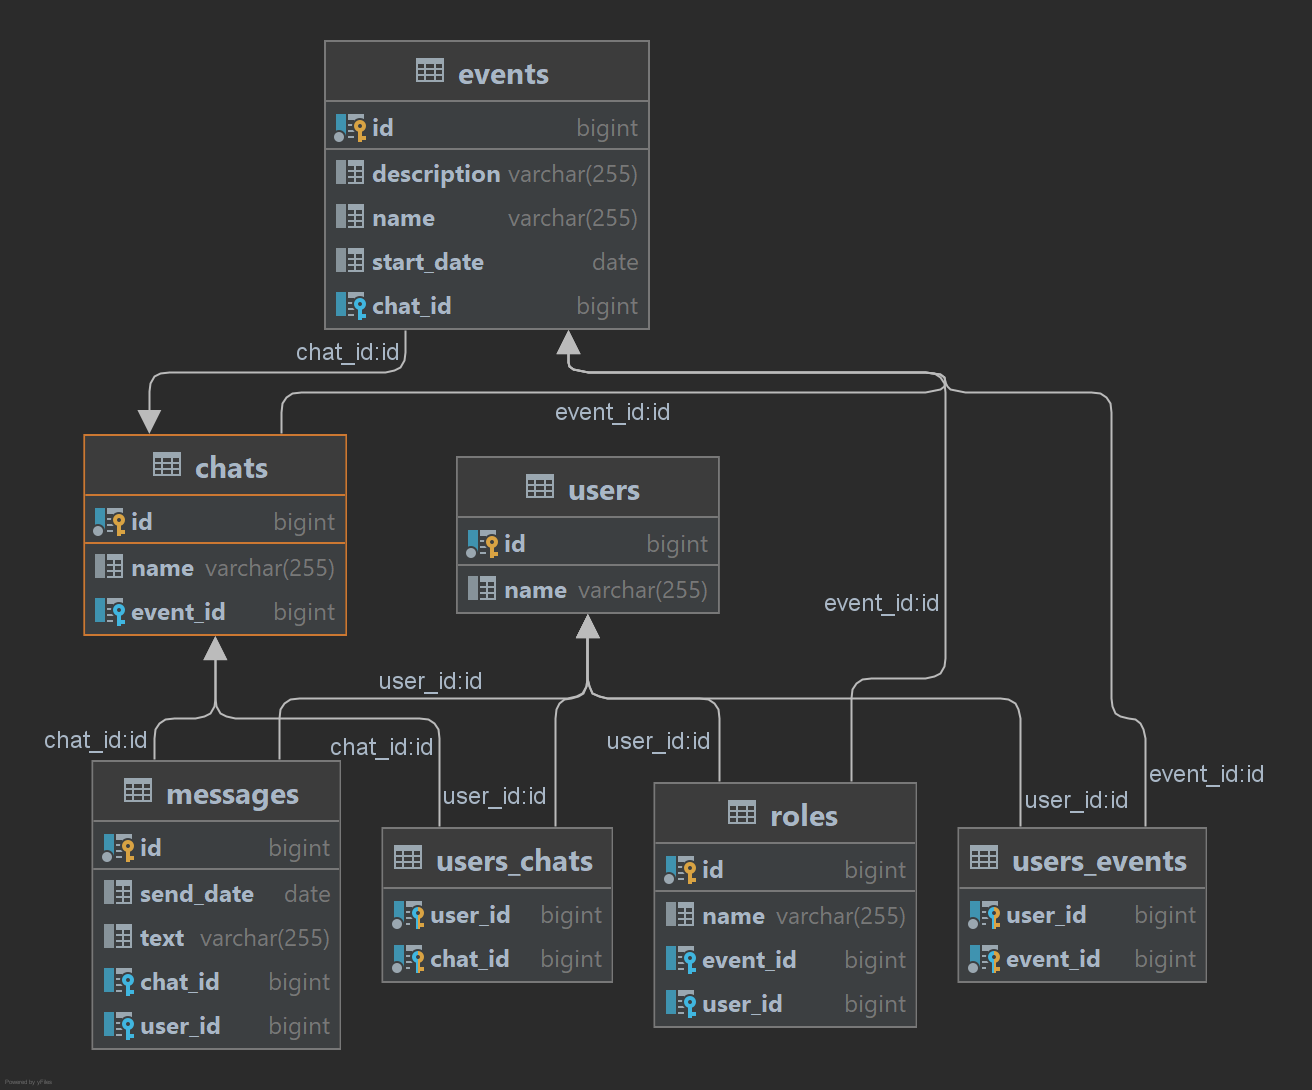 events
id bigint
description varchar(255)
name varchar(255)
start_date date
chat_id bigint
chat_id:id
event_id:id
chats
id bigint
name varchar(255)
event_id bigint
users
id bigint
name varchar(255)
event_id:id
user_id:id
chat_id:id
chat_id:id
user_id:id
event_id:id
user_id:id
user_id:id
messages
id bigint
send_date date
text varchar(255)
chat_id bigint
user_id bigint
users_chats
user_id bigint
chat_id bigint
roles
id bigint
name varchar(255)
event_id bigint
user_id bigint
users_events
user_id bigint
event_id bigint
Powered by yFiles